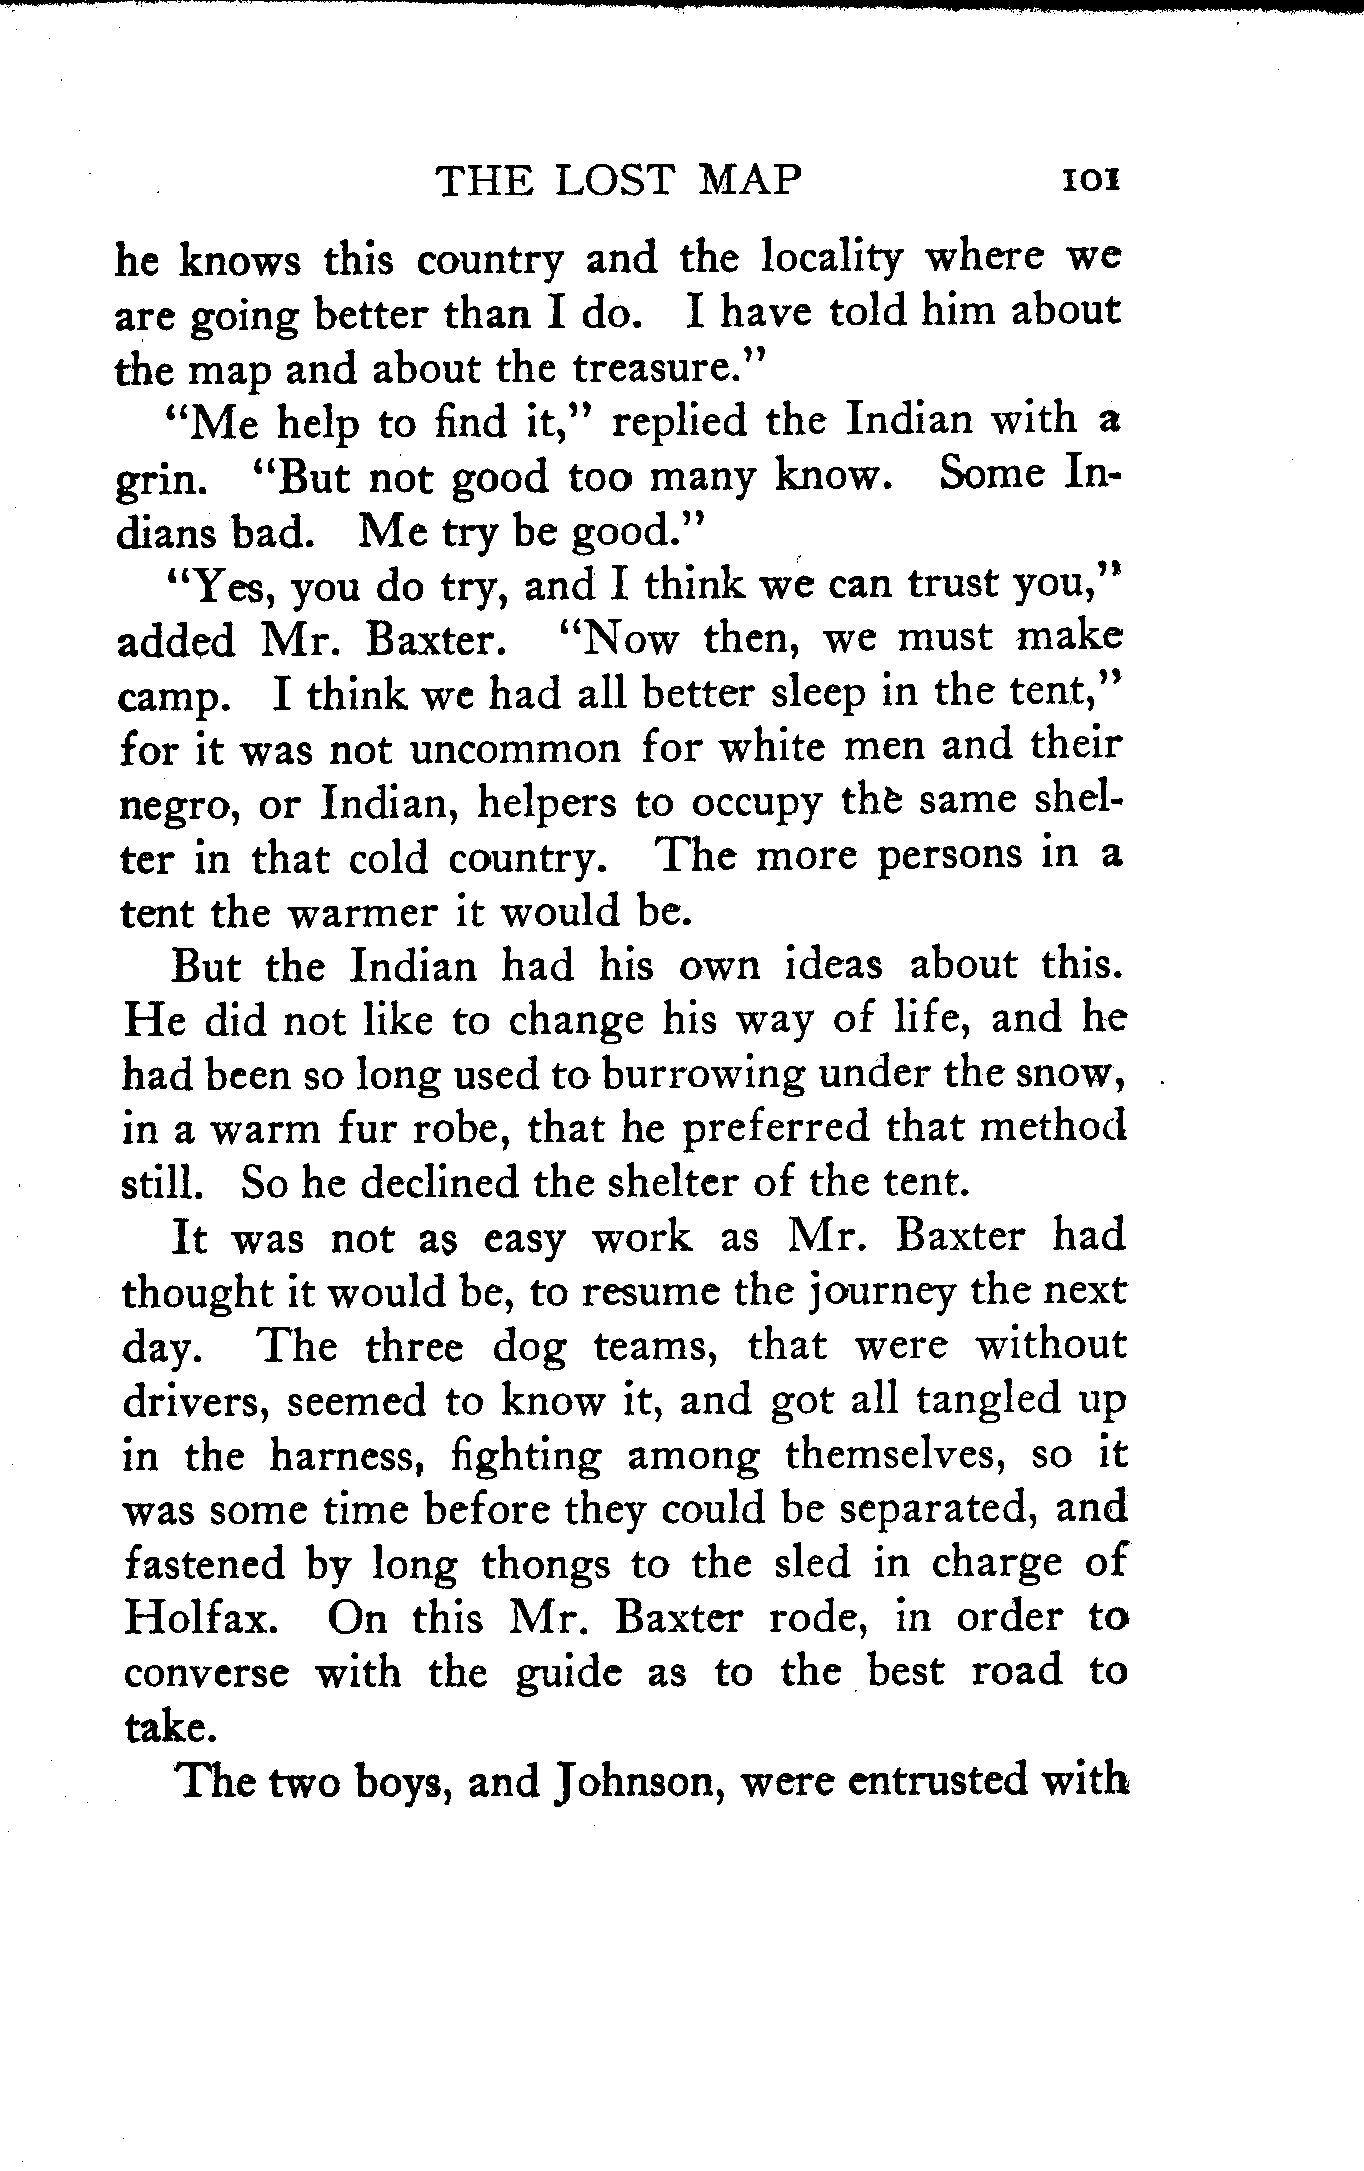 THE LOST MAP 101
he knows this country and the locality where we
are going better than I do. I have told him about
the map and about the treasure."
"Me help to find it," replied the Indian with a
grin. "But not good too many know. Some In-
dians bad. Me try be good."
"Yes, you do try, and I think we can trust you,"
added Mr. Baxter. "Now then, we must make
camp. I think we had all better sleep in the tent,"
for it was not uncommon for white men and their
negro, or Indian, helpers to occupy the same shel-
ter in that cold country. The more persons in a
tent the warmer it would be.
But the Indian had his own ideas about this.
He did not like to change his way of life, and he
had been so long used to burrowing under the snow,
in a warm fur robe, that he preferred that method
still. So he declined the shelter of the tent.
It was not as easy work as Mr. Baxter had
thought it would be, to resume the journey the next
day. The three dog teams, that were without
drivers, seemed to know it, and got all tangled up
in the harness, fighting among themselves, so it
was some time before they could be separated, and
fastened by long thongs to the sled in charge of
Holfax. On this Mr. Baxter rode, in order to
converse with the guide as to the best road to
take.
The two boys, and Johnson, were entrusted with